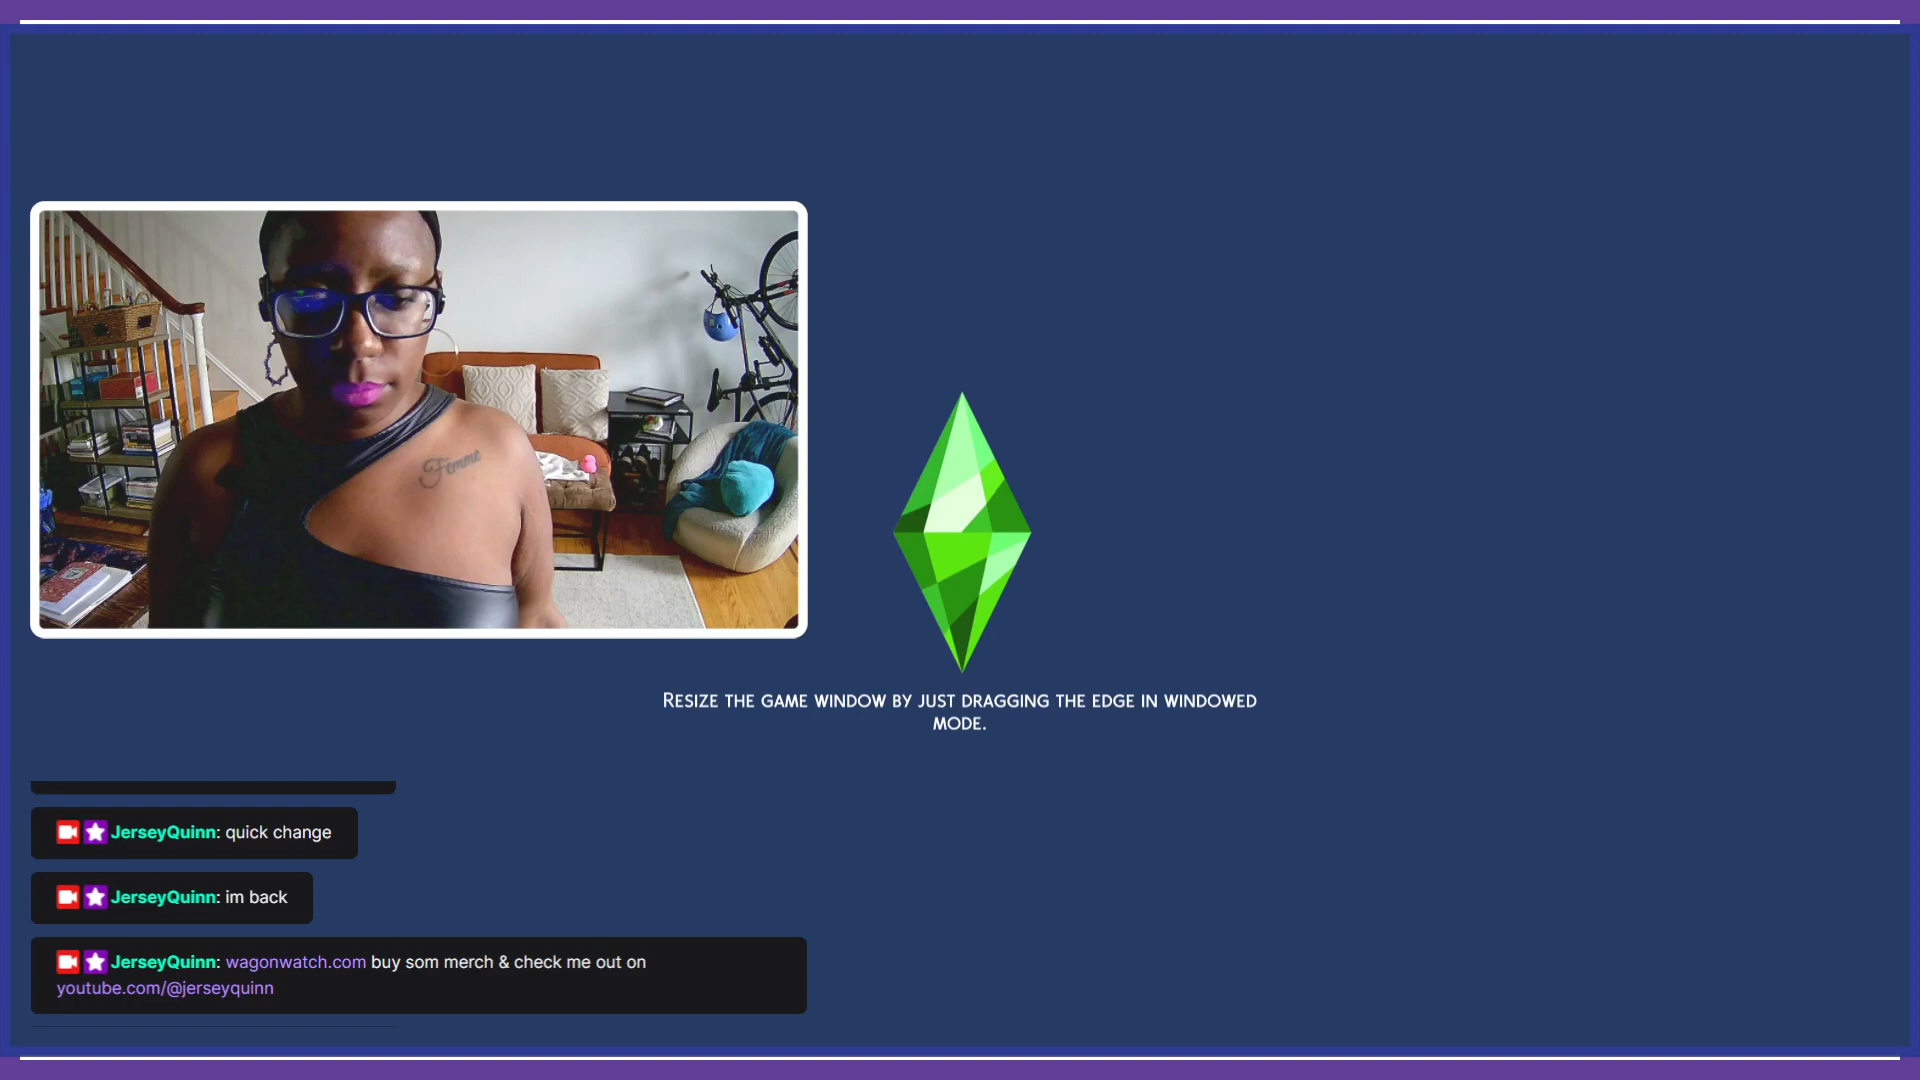 Femme
RESIZE THE GAME WINDOW BY JUST DRAGGING THE EDGE IN WINDOWED
MODE.
JerseyQuinn: quick change
JerseyQuinn: im back
JerseyQuinn: wagonwatch.com buy som merch & check me out on
youtube.com/@jerseyquinn